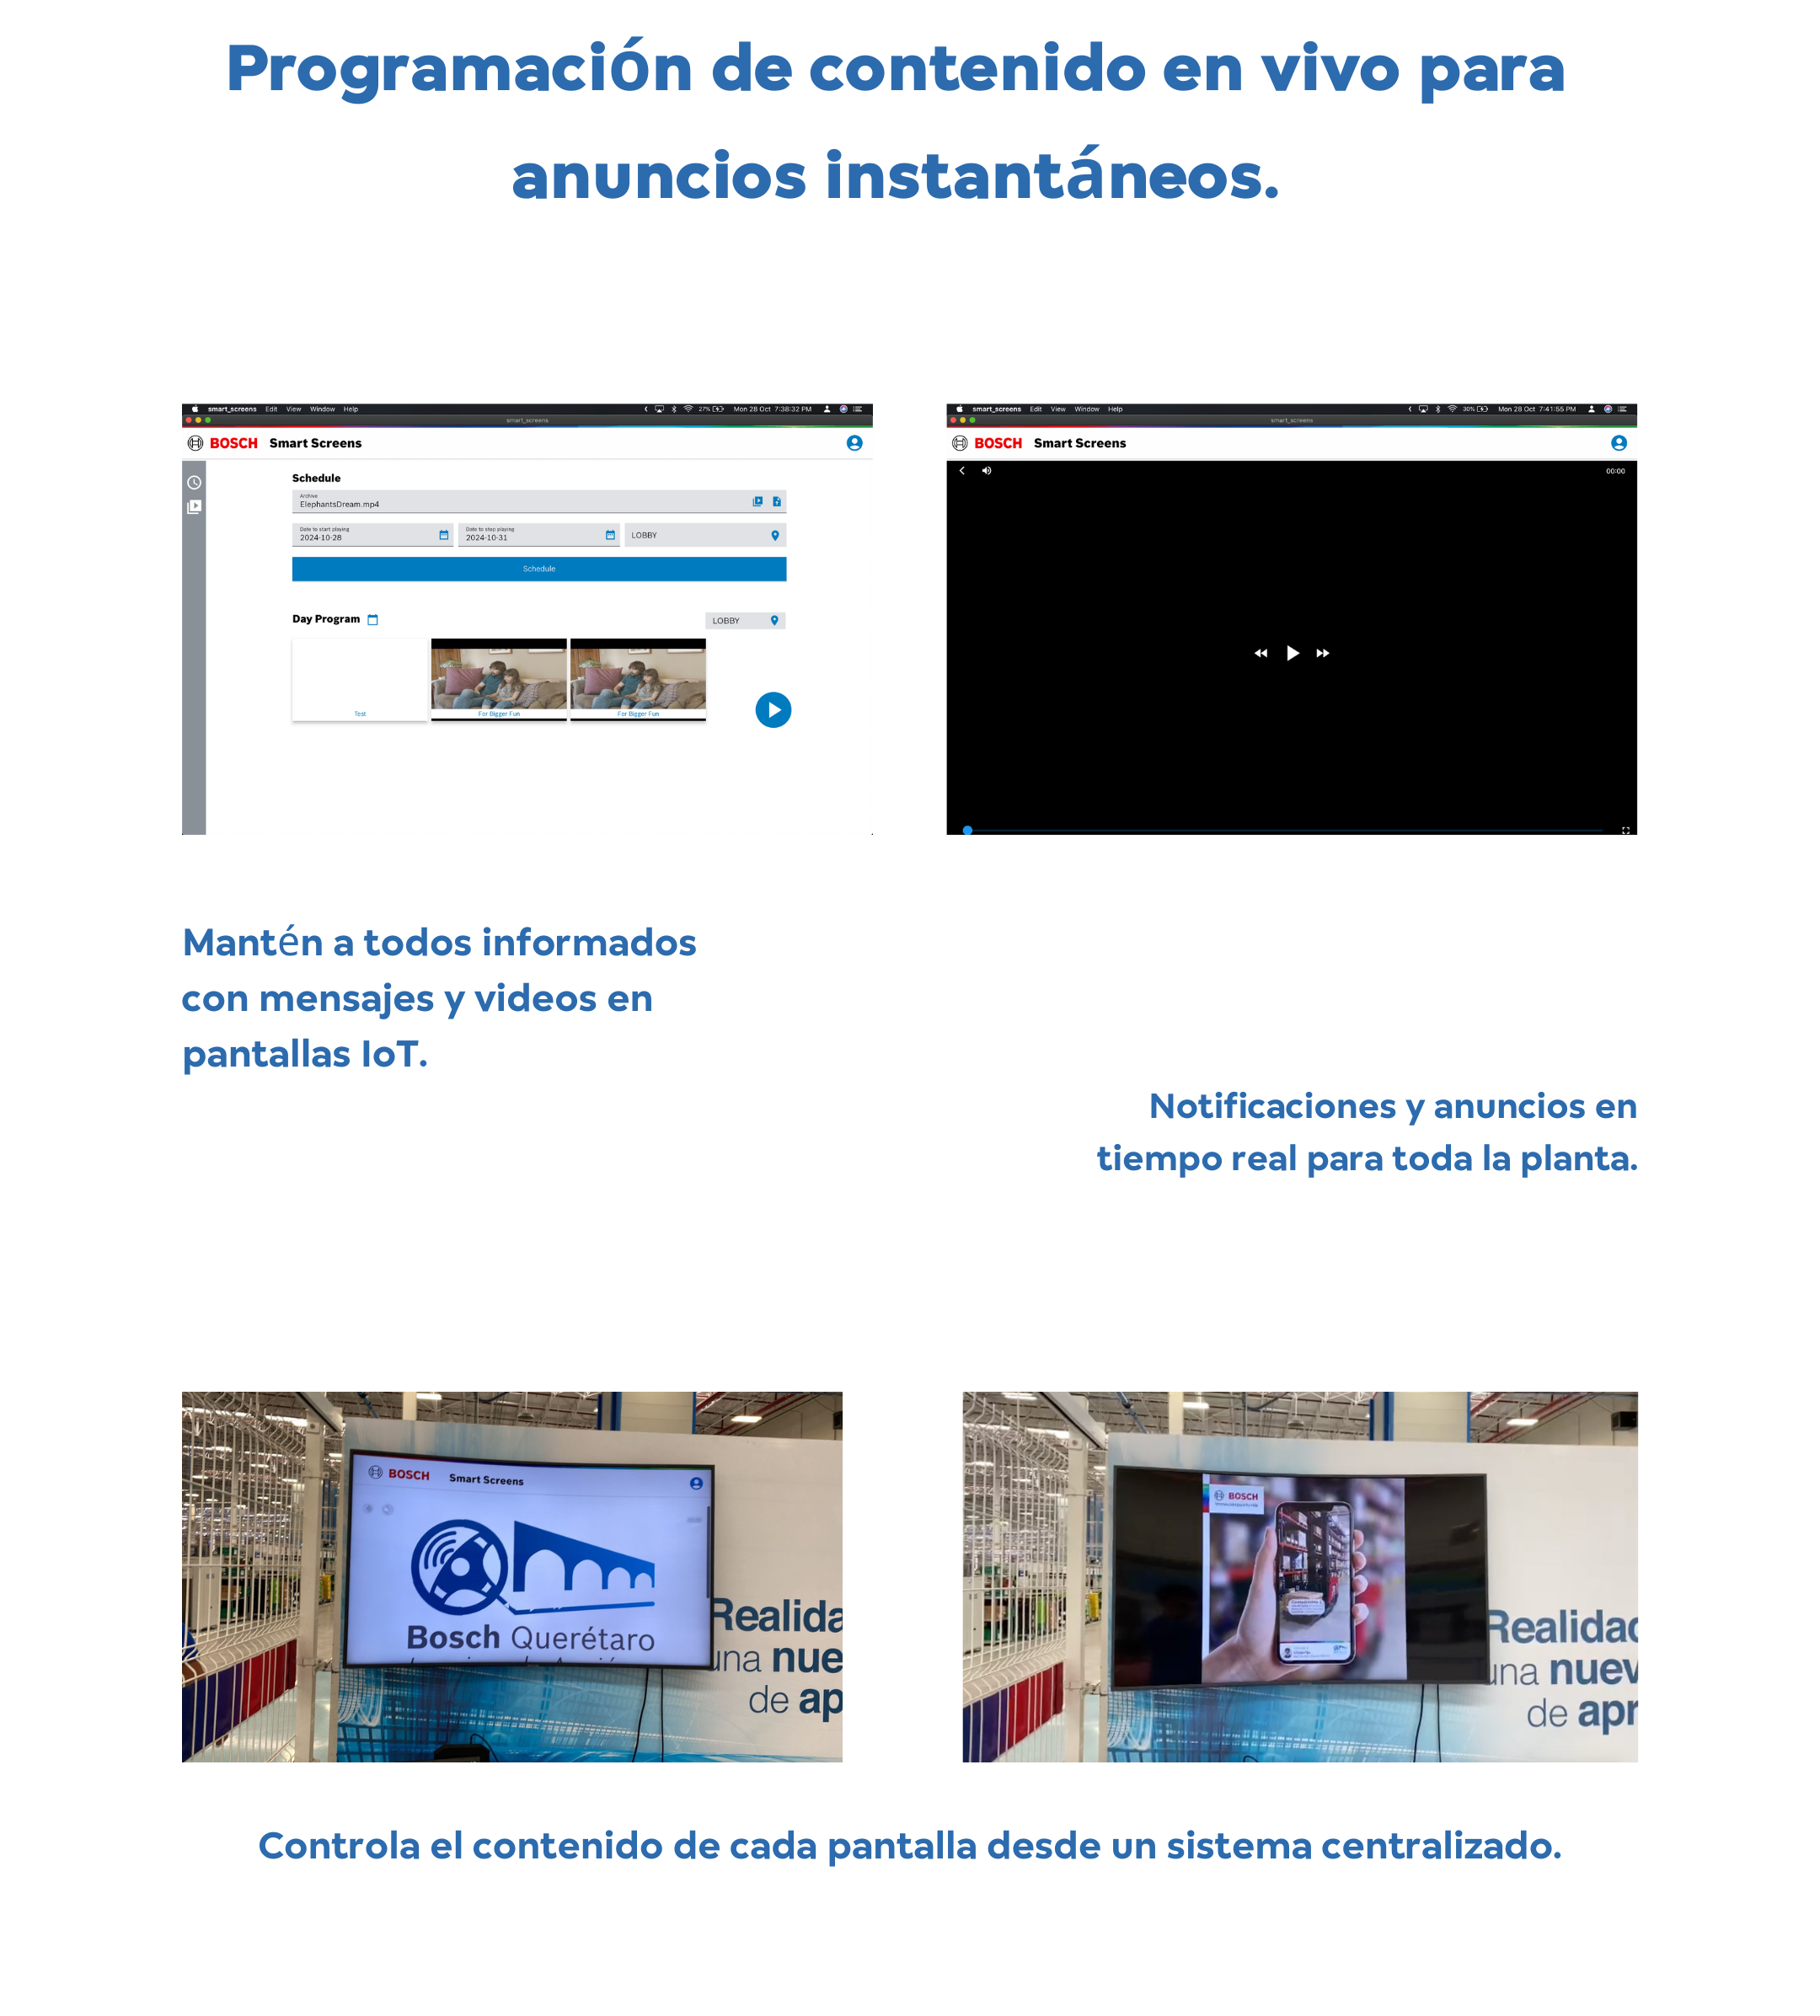 Programación de contenido en vivo para
anuncios instantáneos.
smart_screens Edit View Window Help 27% Mon 28 Oct 7:38:32 PM
smart_screens
BOSCH Smart Screens
Schedule
Archive
ElephantsDream.mp4
Date to start playing
2024-10-28
Date to stop playing
2024-10-31
LOBBY
Schedule
Day Program
LOBBY
Test
For Bigger Fun
For Bigger Fun
smart_screens Edit View Window Help 30% Mon 28 Oct 7:41:55 PM
smart_screens
BOSCH Smart Screens
00:00
Mantén a todos informados
con mensajes y videos en
pantallas IoT.
Notificaciones y anuncios en
tiempo real para toda la planta.
BOSCH Smart Screens
Bosch Querétaro
Realida
una nue
de ap
BOSCH
Realidad
una nuev
de apr
Controla el contenido de cada pantalla desde un sistema centralizado.